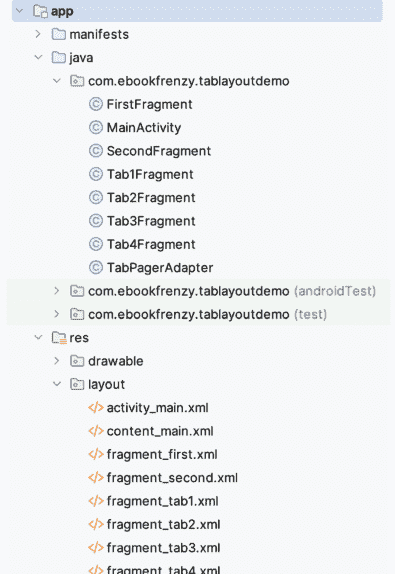 app
manifests
java
com.ebookfrenzy.tablayoutdemo
FirstFragment
MainActivity
SecondFragment
Tab1Fragment
Tab2Fragment
Tab3Fragment
Tab4Fragment
TabPagerAdapter
com.ebookfrenzy.tablayoutdemo (androidTest)
com.ebookfrenzy.tablayoutdemo (test)
res
drawable
layout
activity_main.xml
content_main.xml
fragment_first.xml
fragment_second.xml
fragment_tab1.xml
fragment_tab2.xml
fragment_tab3.xml
fragment_tab4.xml